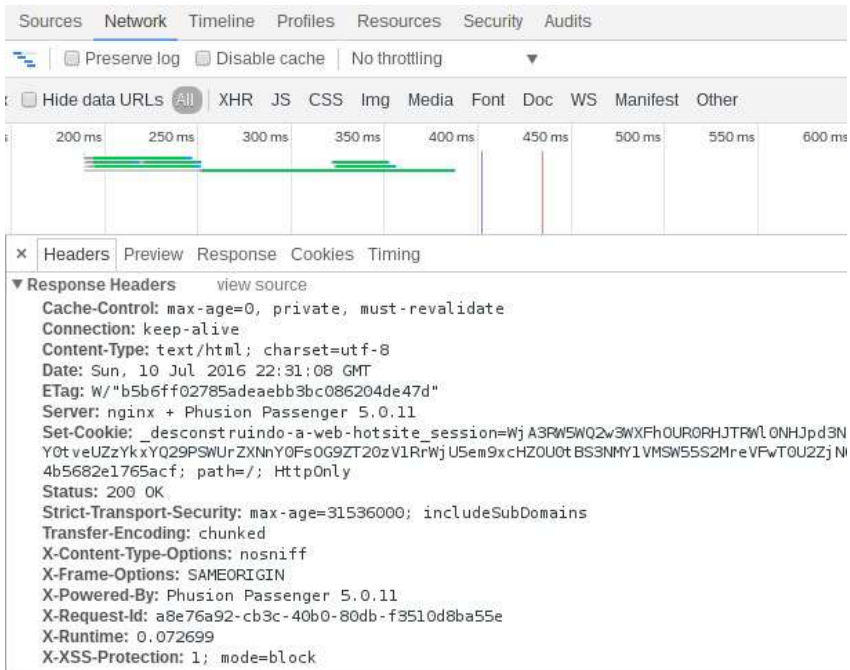 Sources Network Timeline Profiles Resources Security Audits
Preserve log Disable cache No throttling
Hide data URLs All XHR JS CSS Img Media Font Doc WS Manifest Other
200 ms 250 ms 300 ms 350 ms 400 ms 450 ms 500 ms 550 ms 600 ms
× Headers Preview Response Cookies Timing
Response Headers view source
Cache-Control: max-age=0, private, must-revalidate
Connection: keep-alive
Content-Type: text/html; charset=utf-8
Date: Sun, 10 Jul 2016 22:31:08 GMT
ETag: W/"b5b6ff02785adeaebb3bc086204de47d"
Server: nginx + Phusion Passenger 5.0.11
Set-Cookie: _desconstruindo-a-web-hotsite_session=
4b5682e1765acf; path=/; HttpOnly
Status: 200 OK
Strict-Transport-Security: max-age=31536000; includeSubDomains
Transfer-Encoding: chunked
X-Content-Type-Options: nosniff
X-Frame-Options: SAMEORIGIN
X-Powered-By: Phusion Passenger 5.0.11
X-Request-Id: a8e76a92-cb3c-40b0-80db-f3510d8ba55e
X-Runtime: 0.072699
X-XSS-Protection: 1; mode=block